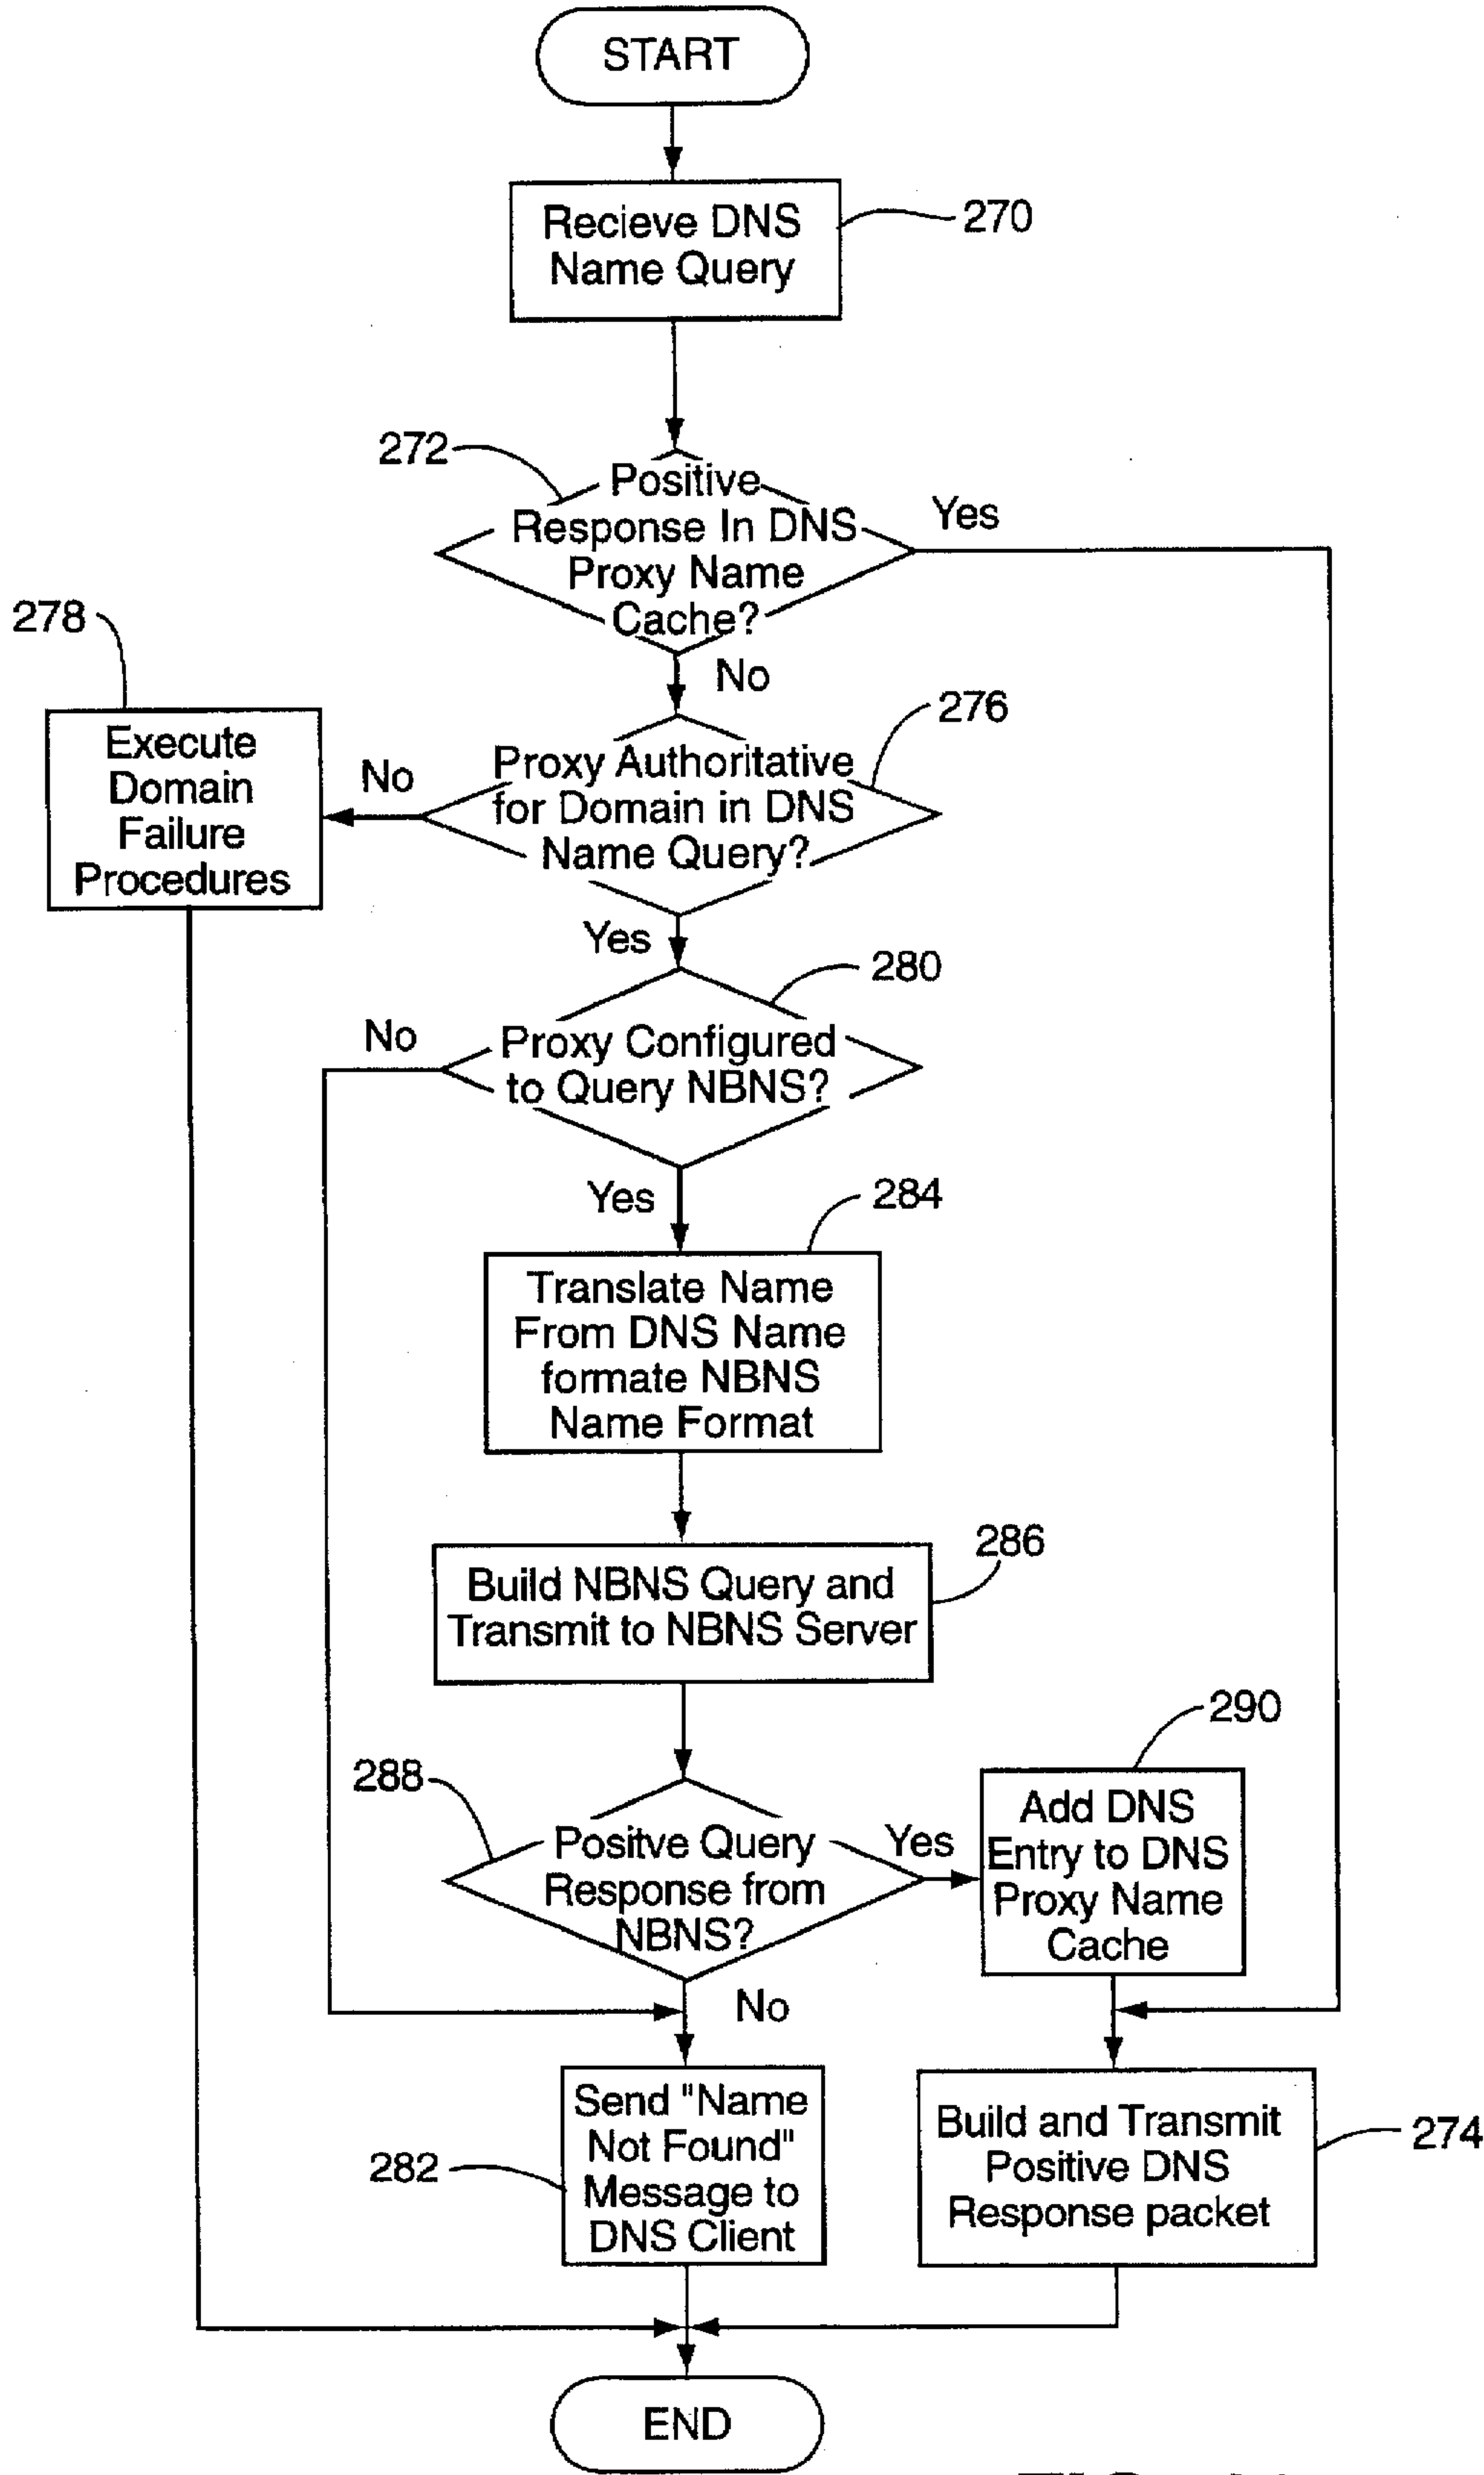 START
Recieve DNS
Name Query
270
272
Positive
Response In DNS
Proxy Name
Cache?
Yes
No
278
Execute
Domain
Failure
Procedures
No
276
Proxy Authoritative
for Domain in DNS
Name Query?
Yes
280
No
Proxy Configured
to Query NBNS?
Yes
284
Translate Name
From DNS Name
formate NBNS
Name Format
286
Build NBNS Query and
Transmit to NBNS Server
290
288
Positve Query
Response from
NBNS?
Yes
Add DNS
Entry to DNS
Proxy Name
Cache
No
282
Send "Name
Not Found"
Message to
DNS Client
Build and Transmit
Positive DNS
Response packet
274
END